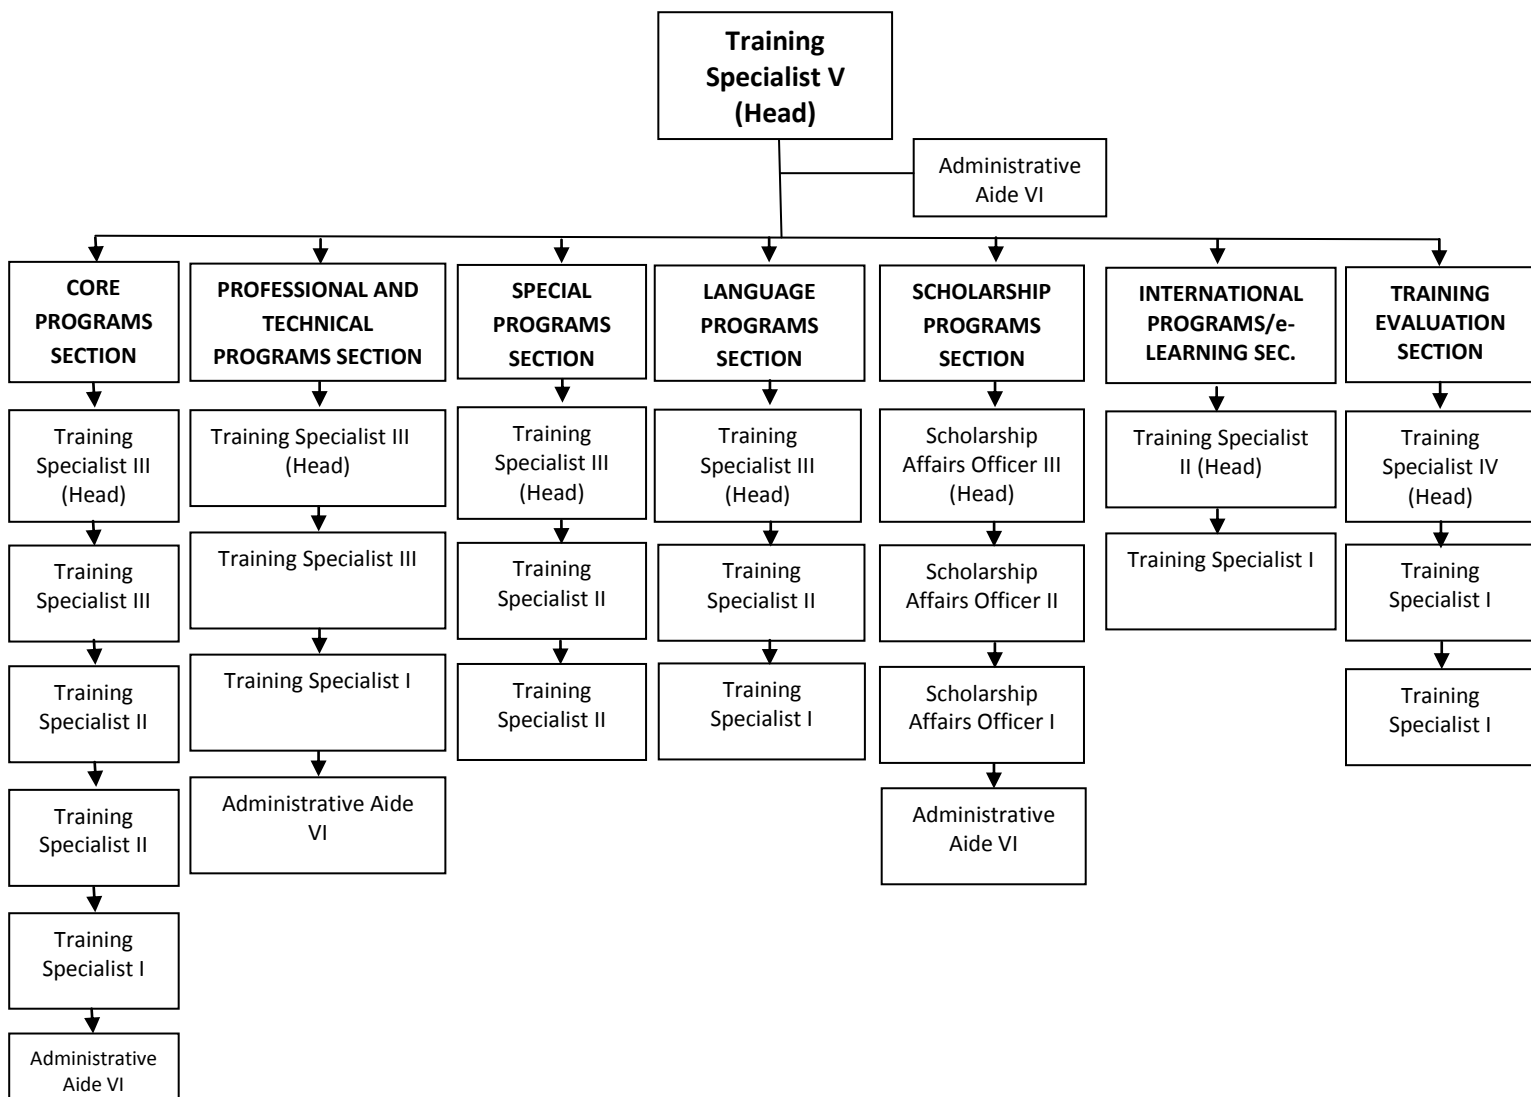 Training
Specialist V
(Head)
Administrative
Aide VI
CORE
PROGRAMS
SECTION
PROFESSIONAL AND
TECHNICAL
PROGRAMS SECTION
SPECIAL
PROGRAMS
SECTION
LANGUAGE
PROGRAMS
SECTION
SCHOLARSHIP
PROGRAMS
SECTION
INTERNATIONAL
PROGRAMS/e-
LEARNING SEC.
TRAINING
EVALUATION
SECTION
Training
Specialist III
(Head)
Training Specialist III
(Head)
Training
Specialist III
(Head)
Training
Specialist III
(Head)
Scholarship
Affairs Officer III
(Head)
Training Specialist
II (Head)
Training
Specialist IV
(Head)
Training
Specialist III
Training Specialist III
Training
Specialist II
Training
Specialist II
Scholarship
Affairs Officer II
Training Specialist I
Training
Specialist I
Training
Specialist II
Training Specialist I
Training
Specialist II
Training
Specialist I
Scholarship
Affairs Officer I
Training
Specialist I
Training
Specialist II
Administrative Aide
VI
Administrative
Aide VI
Training
Specialist I
Administrative
Aide VI